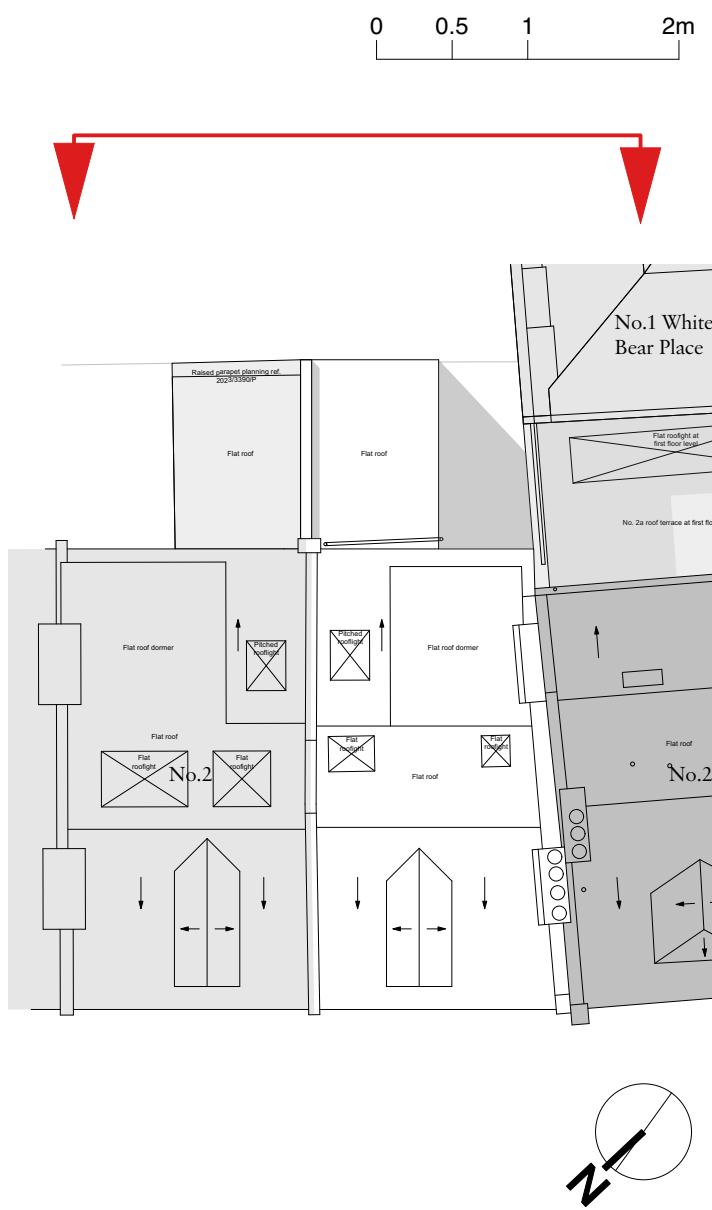 0 0.5 1 2m
No.1 White
Bear Place
Raised parapet planning ref.
2023/3390/P
Flat roof
Flat roof
Flat rooflight at
first floor level
No. 2a roof terrace at first flo
Flat roof dormer
Pitched
rooflight
Pitched
rooflight
Flat roof dormer
Flat roof
Flat
rooflight
Flat
rooflight
No.2
Flat
rooflight
Flat
rooflight
Flat roof
Flat roof
No.2
N